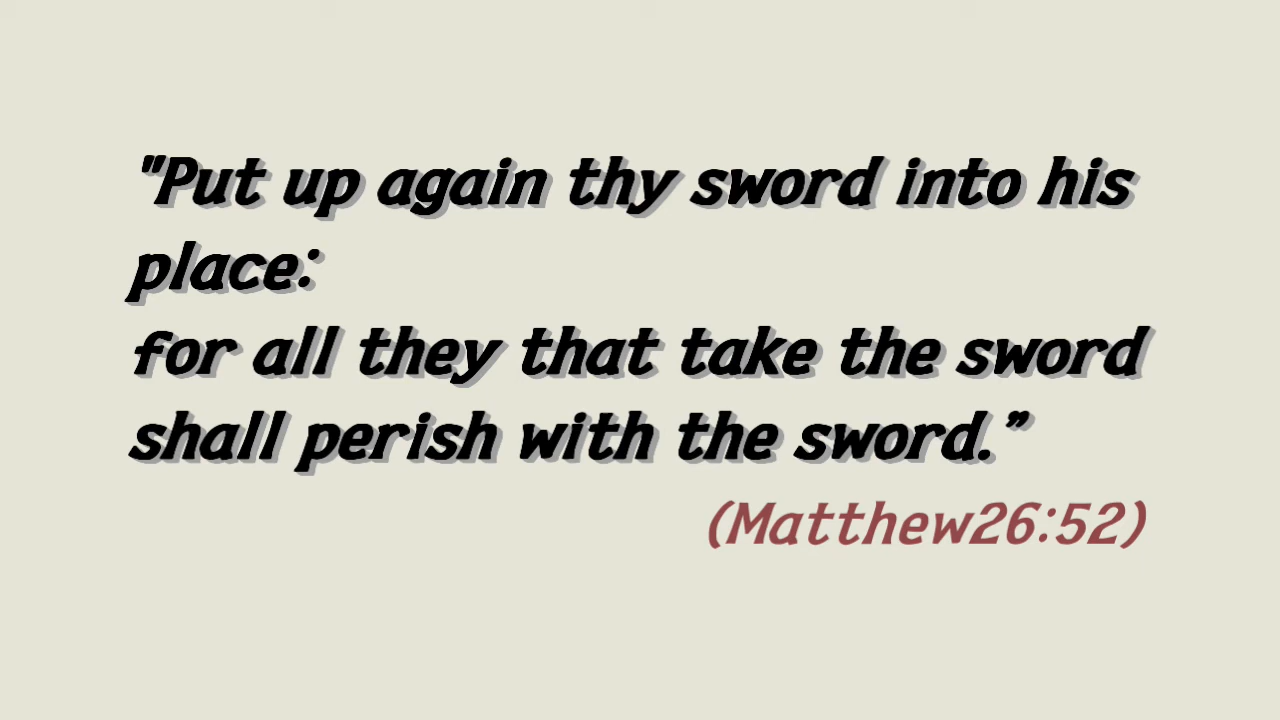 "Put up again thy sword into his
place:
for all they that take the sword
shall perish with the sword.”
(Matthew26:52)